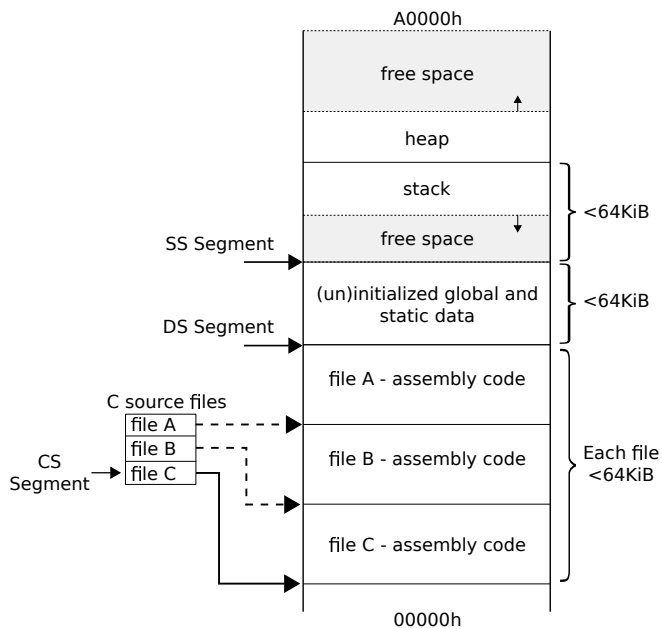 A0000h
free space
heap
stack
<64KiB
free space
SS Segment
(un)initialized global and
static data
<64KiB
DS Segment
file A - assembly code
C source files
file A
file B
file C
CS
Segment
file B - assembly code
Each file
<64KiB
file C - assembly code
00000h